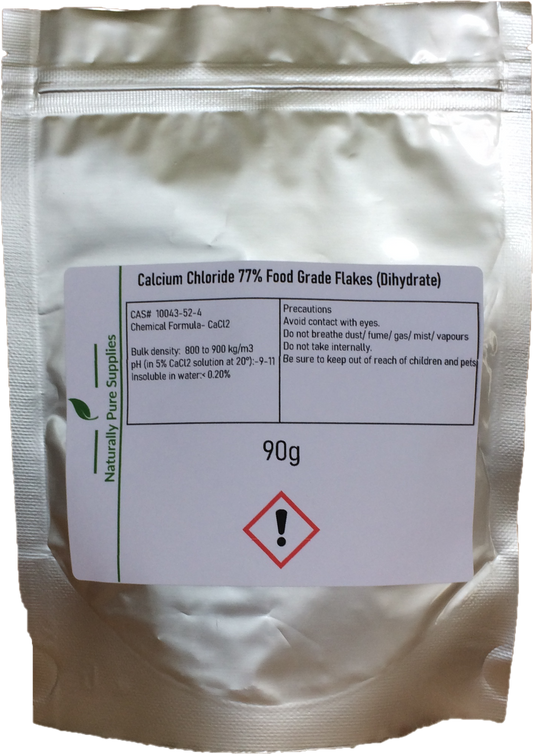 Calcium Chloride 77% Food Grade Flakes (Dihydrate)
CAS# 10043-52-4
Chemical Formula- CaCl2
Bulk density: 800 to 900 kg/m3
pH (in 5% CaCl2 solution at 20°):-9-11
Insoluble in water:< 0.20%
Precautions
Avoid contact with eyes.
Do not breathe dust/ fume/ gas/ mist/ vapours
Do not take internally.
Be sure to keep out of reach of children and pets
Naturally Pure Supplies
90g